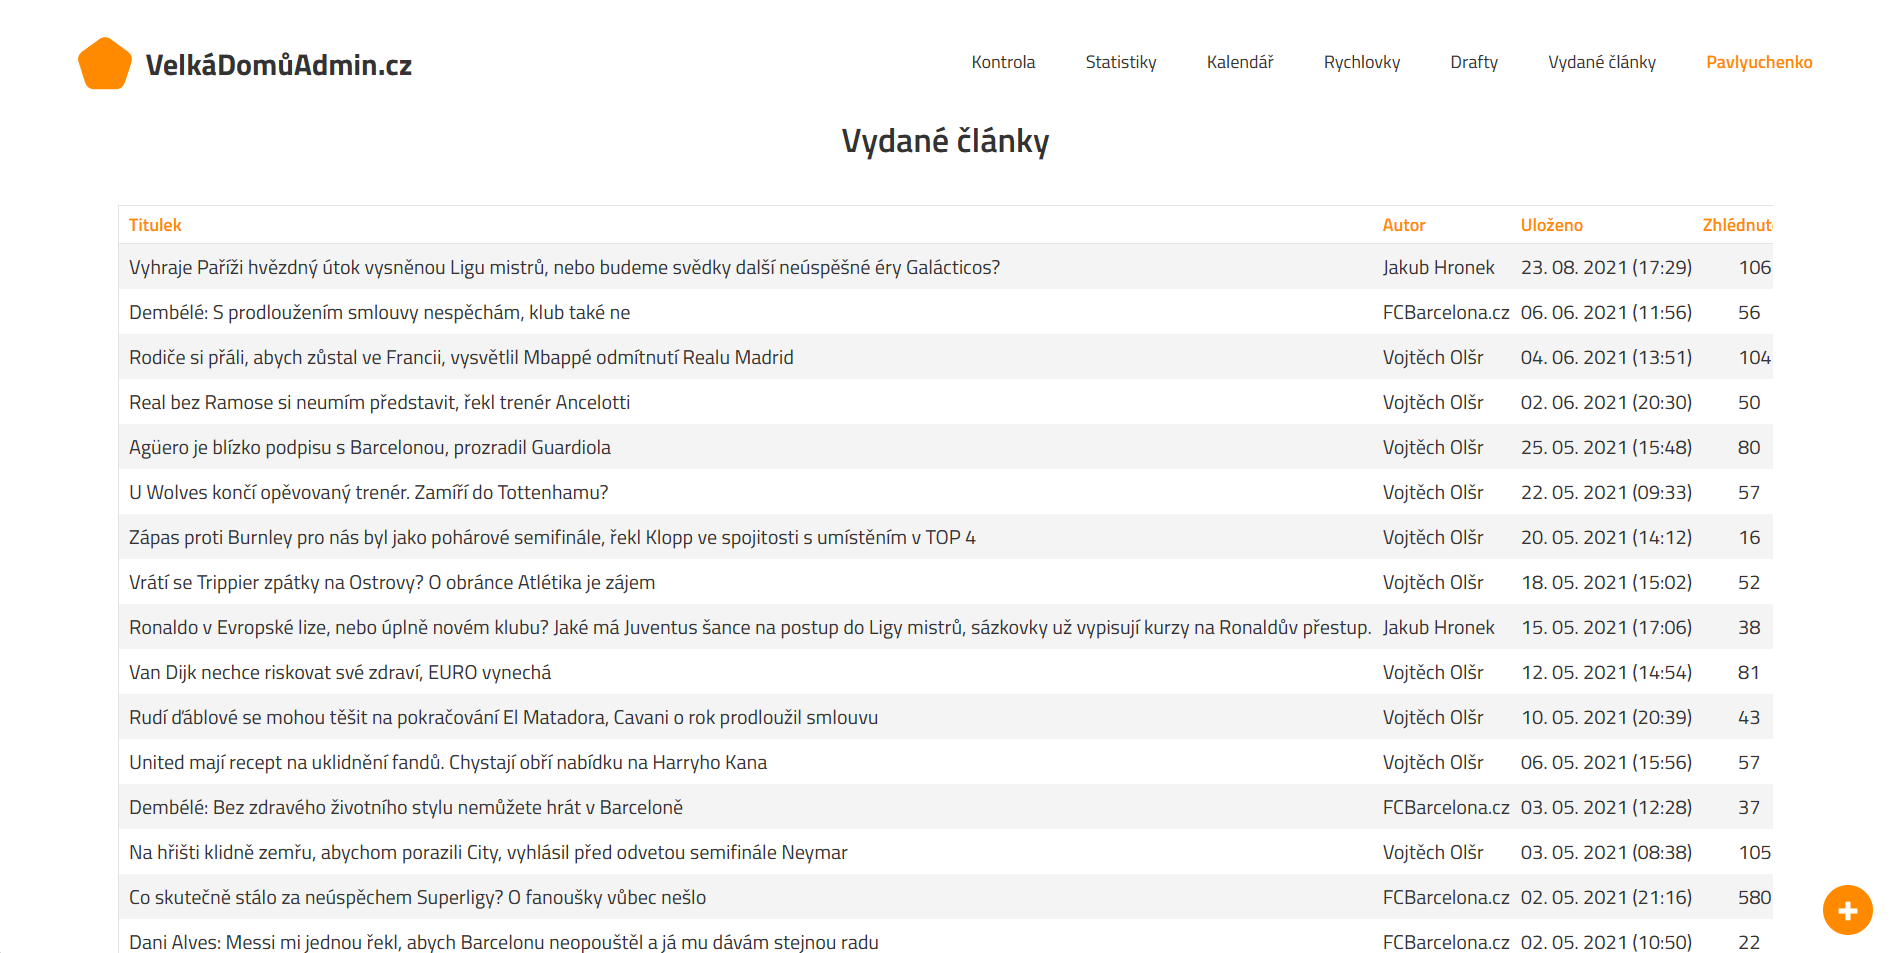 VelkáDomůAdmin.cz
Kontrola Statistiky Kalendář Rychlovky Drafty Vydané články Pavlyuchenko
Vydané články
Titulek Autor Uloženo Zhlédnut
Vyhraje Paříži hvězdný útok vysněnou Ligu mistrů, nebo budeme svědky další neúspěšné éry Galácticos? Jakub Hronek 23. 08. 2021 (17:29) 106
Dembélé: S prodloužením smlouvy nespěchám, klub také ne FCBarcelona.cz 06. 06. 2021 (11:56) 56
Rodiče si přáli, abych zůstal ve Francii, vysvětlil Mbappé odmítnutí Realu Madrid Vojtěch Olšr 04. 06. 2021 (13:51) 104
Real bez Ramose si neumím představit, řekl trenér Ancelotti Vojtěch Olšr 02. 06. 2021 (20:30) 50
Agüero je blízko podpisu s Barcelonou, prozradil Guardiola Vojtěch Olšr 25. 05. 2021 (15:48) 80
U Wolves končí opěvovaný trenér. Zamíří do Tottenhamu? Vojtěch Olšr 22. 05. 2021 (09:33) 57
Zápas proti Burnley pro nás byl jako pohárové semifinále, řekl Klopp ve spojitosti s umístěním v TOP 4 Vojtěch Olšr 20. 05. 2021 (14:12) 16
Vrátí se Trippier zpátky na Ostrovy? O obránce Atlétika je zájem Vojtěch Olšr 18. 05. 2021 (15:02) 52
Ronaldo v Evropské lize, nebo úplně novém klubu? Jaké má Juventus šance na postup do Ligy mistrů, sázkovky už vypisují kurzy na Ronaldův přestup. Jakub Hronek 15. 05. 2021 (17:06) 38
Van Dijk nechce riskovat své zdraví, EURO vynechá Vojtěch Olšr 12. 05. 2021 (14:54) 81
Rudí ďáblové se mohou těšit na pokračování El Matadora, Cavani o rok prodloužil smlouvu Vojtěch Olšr 10. 05. 2021 (20:39) 43
United mají recept na uklidnění fandů. Chystají obří nabídku na Harryho Kana Vojtěch Olšr 06. 05. 2021 (15:56) 57
Dembélé: Bez zdravého životního stylu nemůžete hrát v Barceloně FCBarcelona.cz 03. 05. 2021 (12:28) 37
Na hřišti klidně zemřu, abychom porazili City, vyhlásil před odvetou semifinále Neymar Vojtěch Olšr 03. 05. 2021 (08:38) 105
Co skutečně stálo za neúspěchem Superligy? O fanoušky vůbec nešlo FCBarcelona.cz 02. 05. 2021 (21:16) 580
Dani Alves: Messi mi jednou řekl, abych Barcelonu neopouštěl a já mu dávám stejnou radu FCBarcelona.cz 02. 05. 2021 (10:50) 22